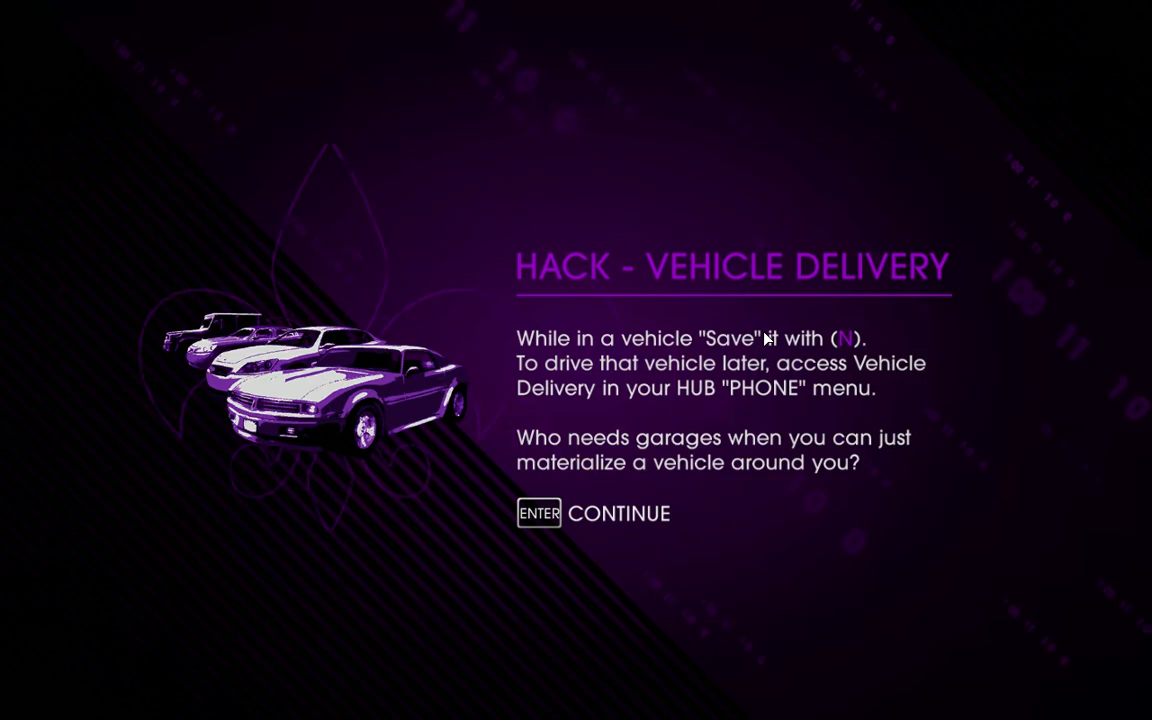 HACK - VEHICLE DELIVERY
While in a vehicle "Save" it with (N).
To drive that vehicle later, access Vehicle
Delivery in your HUB "PHONE" menu.
Who needs garages when you can just
materialize a vehicle around you?
ENTER CONTINUE